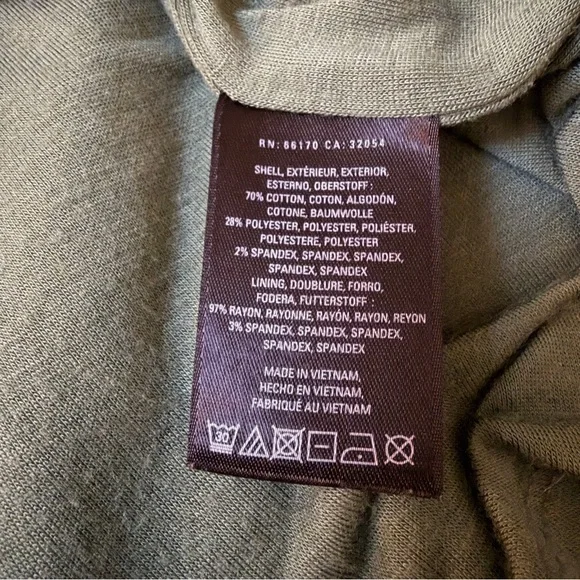 RN: 66170 CA: 32054
SHELL, EXTÉRIEUR, EXTERIOR,
ESTERNO, OBERSTOFF :
70% COTTON, COTON, ALGODÓN,
COTONE, BAUMWOLLE
28% POLYESTER, POLYESTER, POLIÉSTER,
POLYESTERE, POLYESTER
2% SPANDEX, SPANDEX, SPANDEX,
SPANDEX, SPANDEX
LINING, DOUBLURE, FORRO,
FODERA, FUTTERSTOFF :
97% RAYON, RAYONNE, RAYÓN, RAYON, REYON
3% SPANDEX, SPANDEX, SPANDEX,
SPANDEX, SPANDEX
MADE IN VIETNAM,
HECHO EN VIETNAM,
FABRIQUÉ AU VIETNAM
30